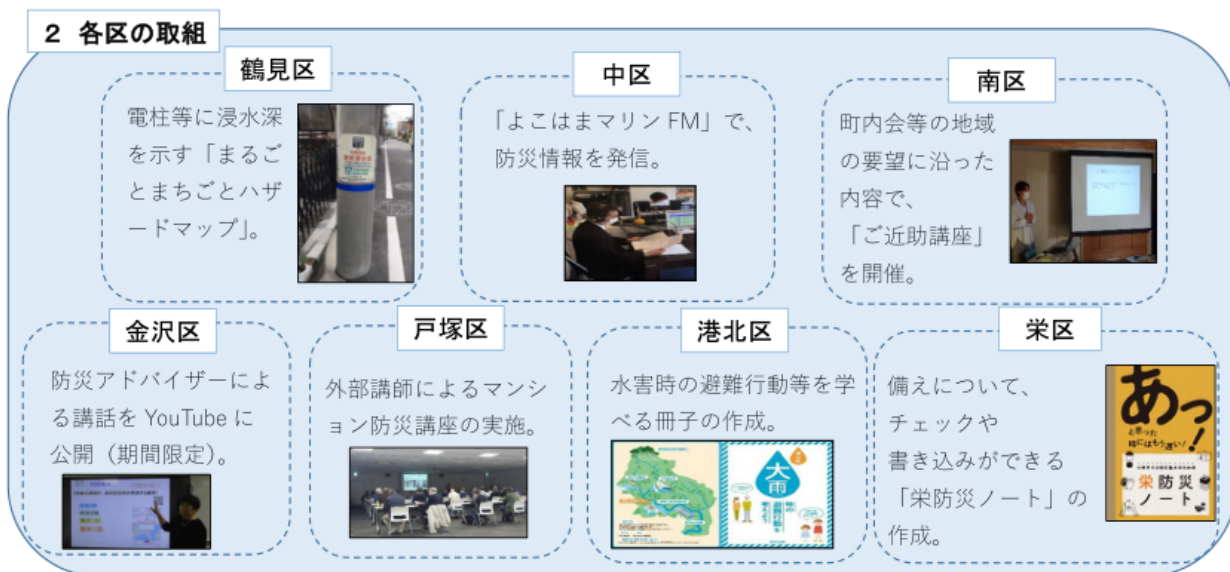 2 各区の取組
鶴見区
電柱等に浸水深
を示す「まるご
とまちごとハザ
ードマップ」。
中区
「よこはまマリン FM」で、
防災情報を発信。
南区
町内会等の地域
の要望に沿った
内容で、
「ご近助講座」
を開催。
金沢区
防災アドバイザーによ
る講話を YouTube に
公開（期間限定）。
戸塚区
外部講師によるマンシ
ョン防災講座の実施。
港北区
水害時の避難行動等を学
べる冊子の作成。
大雨
栄区
備えについて、
チェックや
書き込みができる
「栄防災ノート」の
作成。
あっ
と思った
時にはもう遅い！
栄防災
ノート